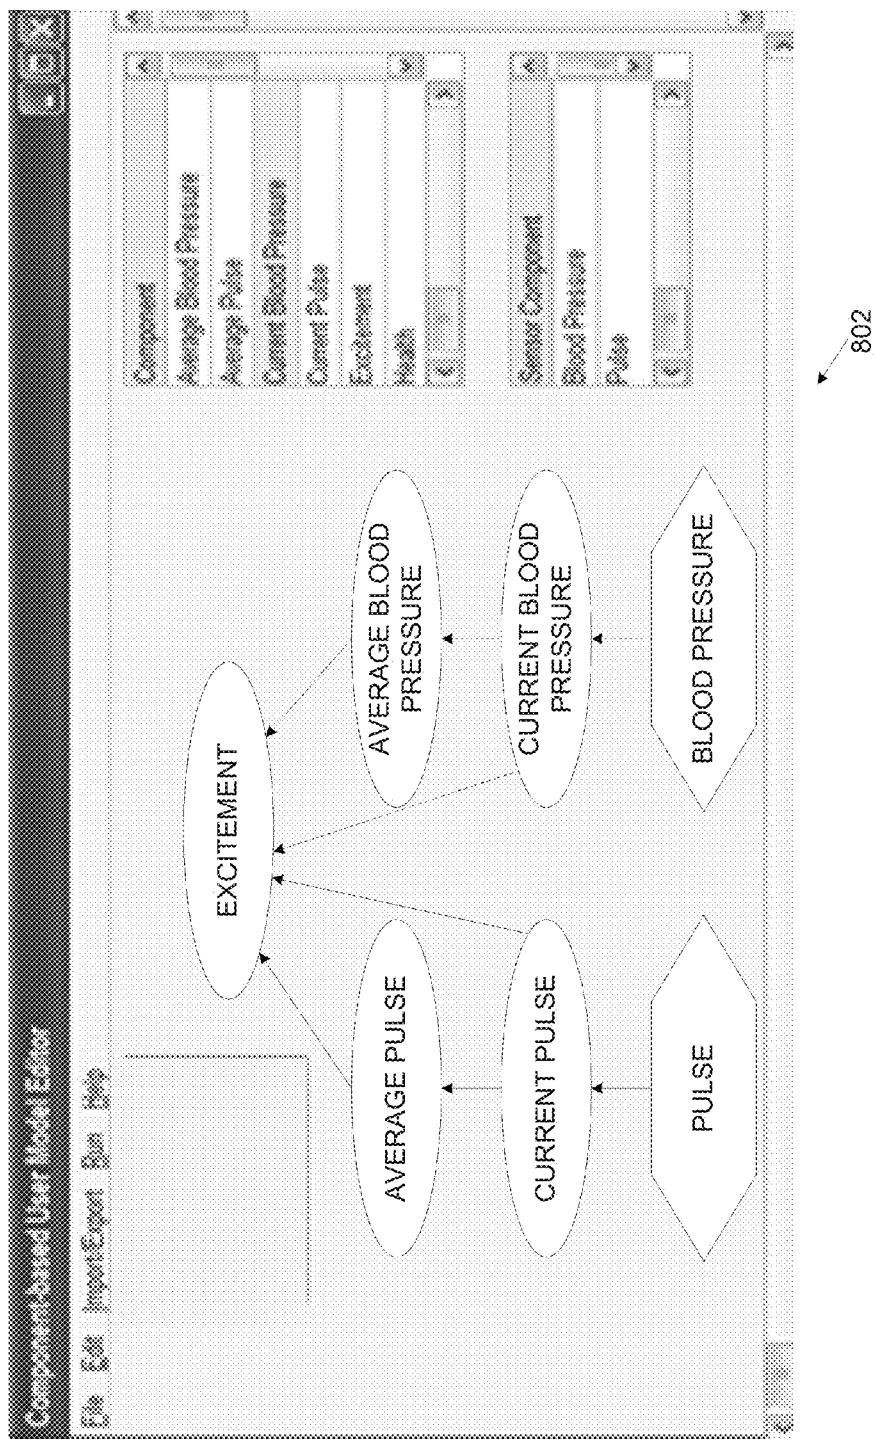 Component-based User Model Editor
File Edit Import-Export Run Help
EXCITEMENT
AVERAGE PULSE
AVERAGE BLOOD
PRESSURE
CURRENT PULSE
CURRENT BLOOD
PRESSURE
PULSE
BLOOD PRESSURE
Component
Average Blood Pressure
Average Pulse
Current Blood Pressure
Current Pulse
Excitement
Health
Sensor Component
Blood Pressure
Pulse
802